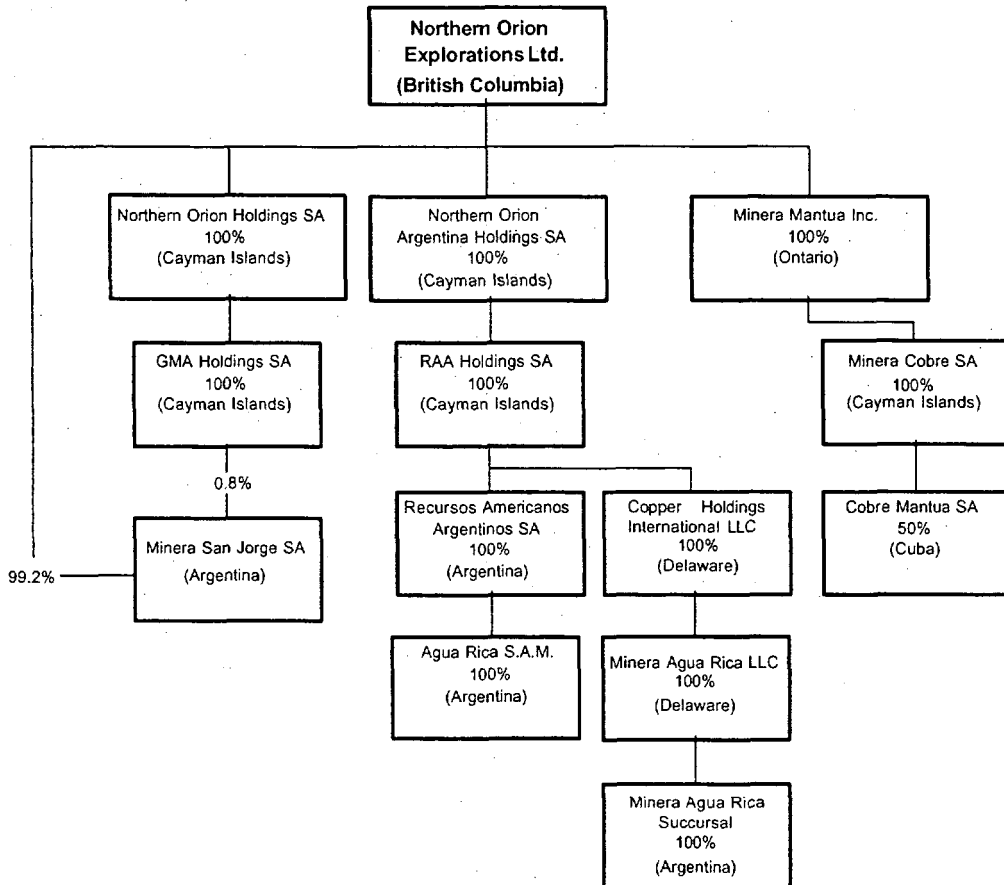 Northern Orion
Explorations Ltd.
(British Columbia)
Northern Orion Holdings SA
100%
(Cayman Islands)
Northern Orion
Argentina Holdings SA
100%
(Cayman Islands)
Minera Mantua Inc.
100%
(Ontario)
GMA Holdings SA
100%
(Cayman Islands)
RAA Holdings SA
100%
(Cayman Islands)
Minera Cobre SA
100%
(Cayman Islands)
0.8%
99.2%
Minera San Jorge SA
(Argentina)
Recursos Americanos
Argentinos SA
100%
(Argentina)
Copper Holdings
International LLC
100%
(Delaware)
Cobre Mantua SA
50%
(Cuba)
Agua Rica S.A.M.
100%
(Argentina)
Minera Agua Rica LLC
100%
(Delaware)
Minera Agua Rica
Succursal
100%
(Argentina)